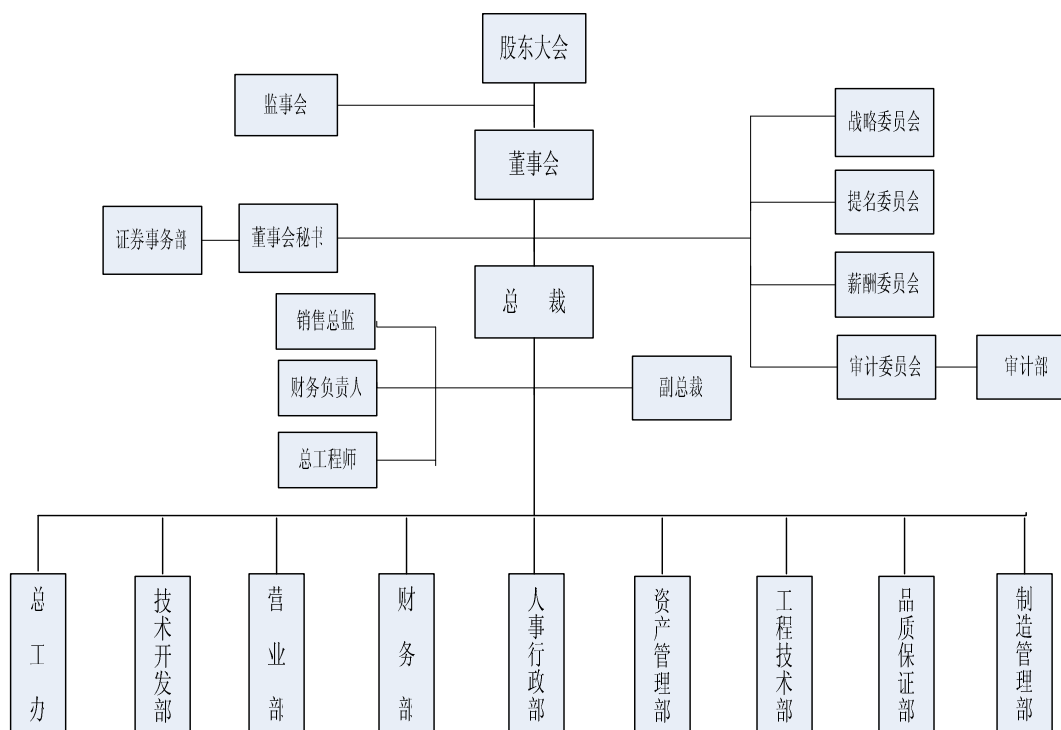 股东大会
监事会
战略委员会
董事会
提名委员会
证券事务部
董事会秘书
薪酬委员会
总 裁
销售总监
审计委员会
审计部
财务负责人
副总裁
总工程师
总工办
技术开发部
营业部
财务部
人事行政部
资产管理部
工程技术部
品质保证部
制造管理部